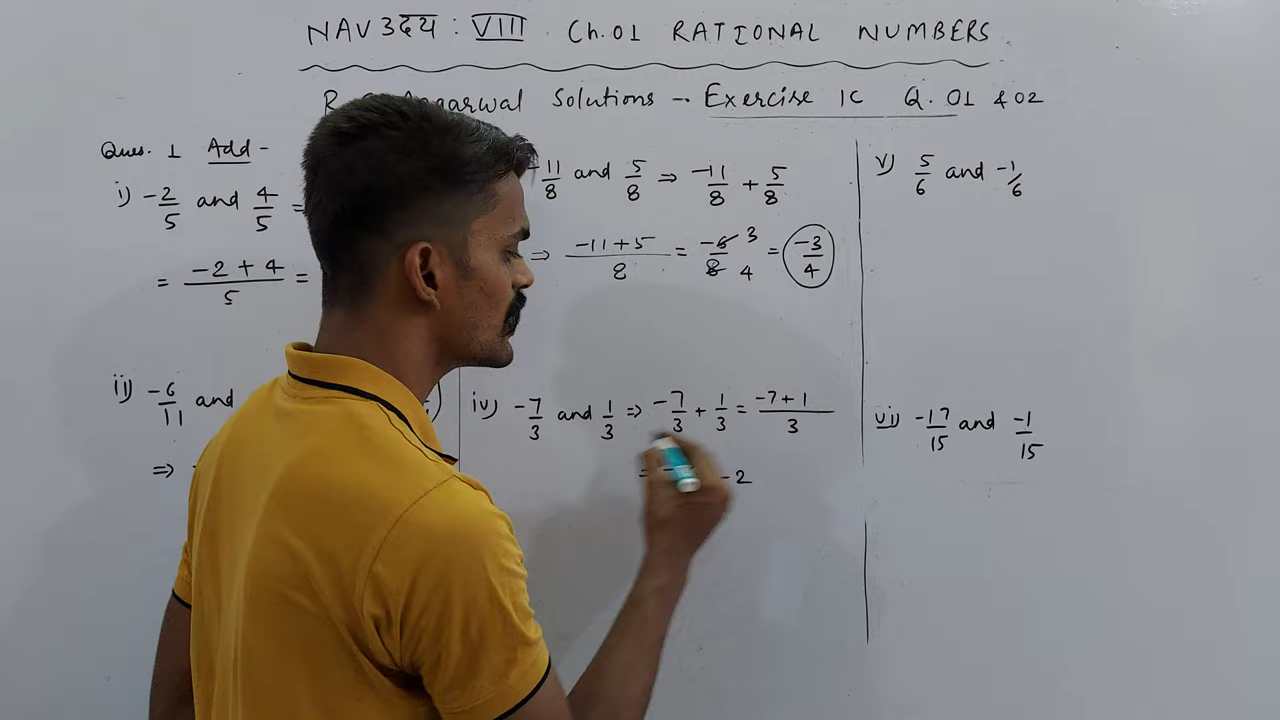 NAVउदय : VIII Ch.01 RATIONAL NUMBERS
Solutions - Exercise 1C Q.01 & 02
Ques. 1 Add -
i) -2/5 and 4/5 =
= -2+4/5 =
ii) -6/11 and
⇒
-11/8 and 5/8 ⇒ -11/8 + 5/8
⇒ -11+5/8 = -6/8 3/4 = -3/4
iv) -7/3 and 1/3 ⇒ -7/3 + 1/3 = -7+1/3
-2
v) 5/6 and -1/6
vi) -17/15 and -1/15